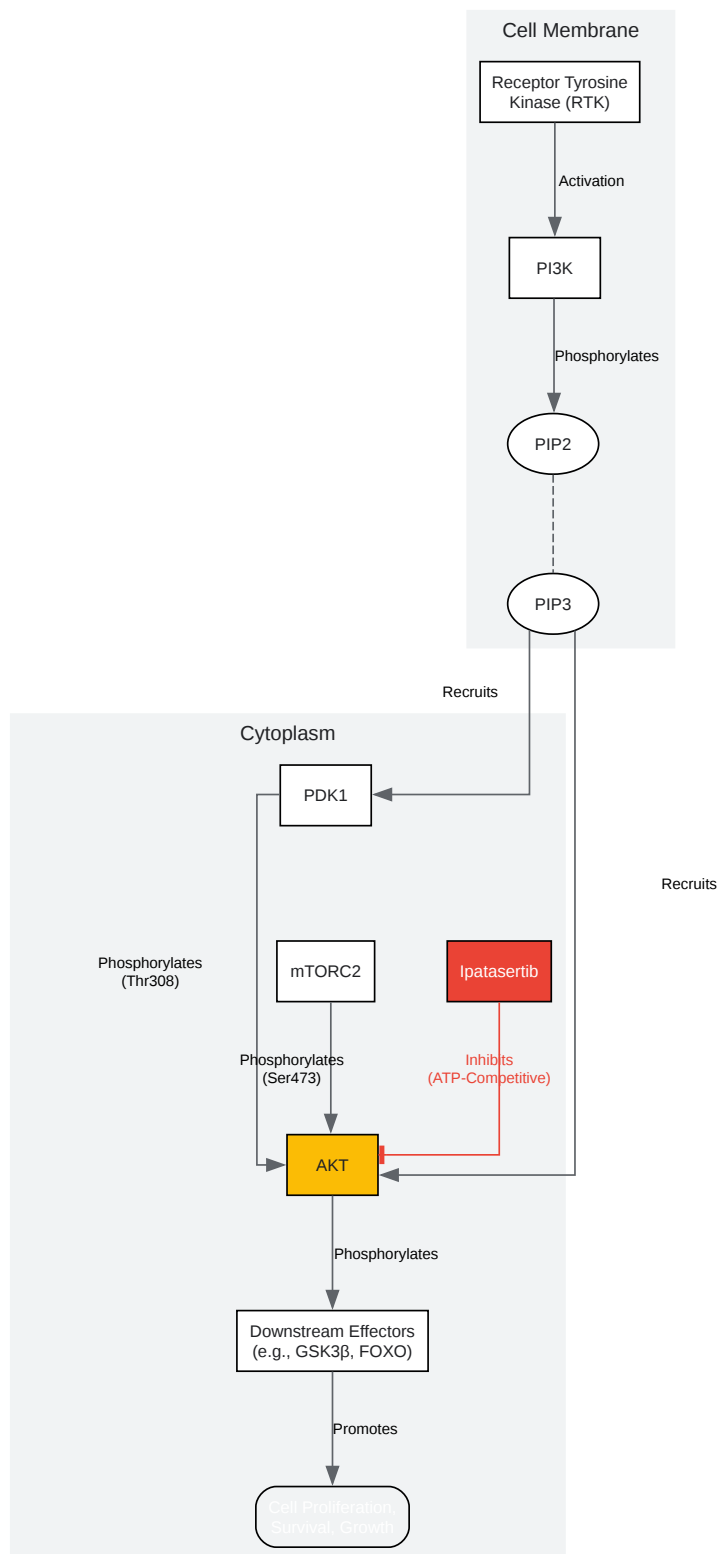 Cell Membrane
Receptor Tyrosine
Kinase (RTK)
Activation
PI3K
Phosphorylates
PIP2
PIP3
Recruits
Cytoplasm
PDK1
Recruits
Phosphorylates
(Thr308)
mTORC2
Ipatasertib
Phosphorylates
(Ser473)
Inhibits
(ATP-Competitive)
AKT
Phosphorylates
Downstream Effectors
(e.g., GSK3β, FOXO)
Promotes
Cell Proliferation,
Survival, Growth